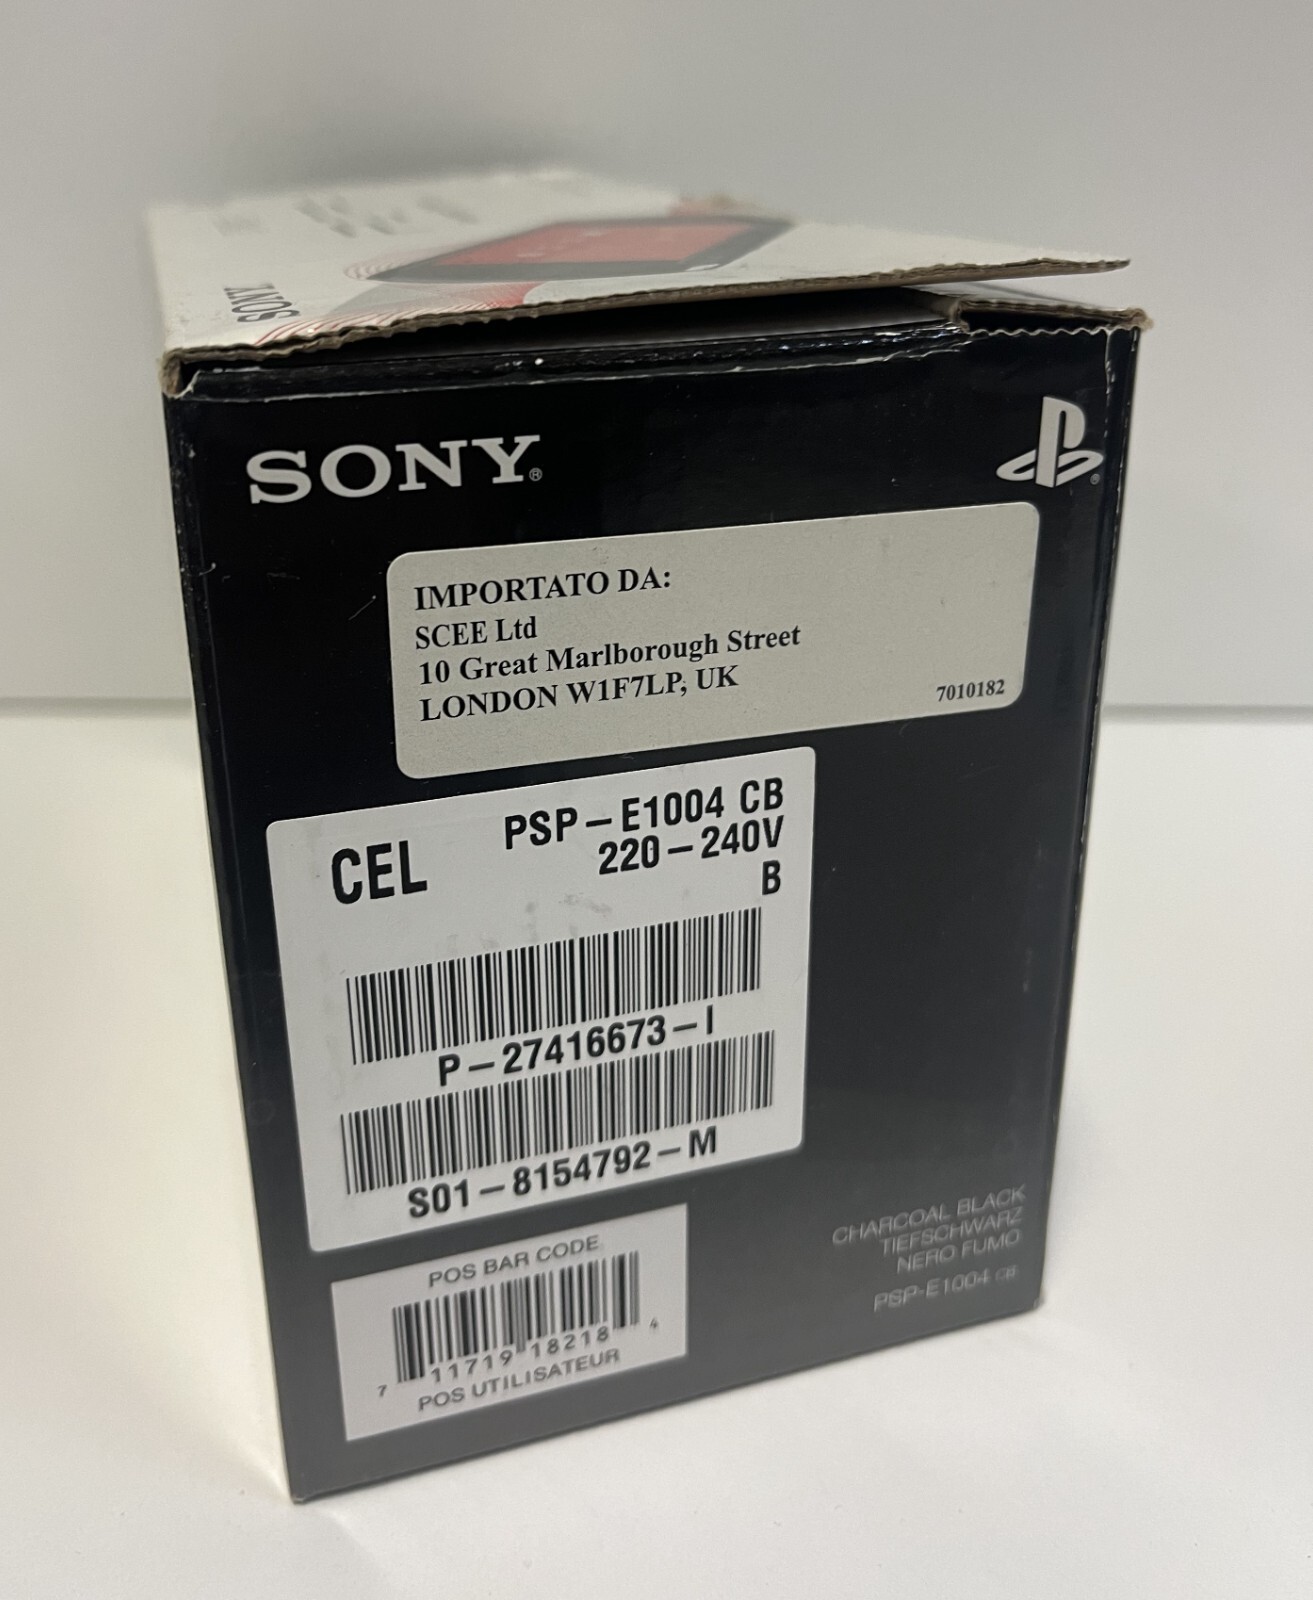 SONY
SONY®
IMPORTATO DA:
SCEE Ltd
10 Great Marlborough Street
LONDON W1F7LP, UK
7010182
CEL
PSP-E1004 CB
220-240V
B
P-27416673-I
S01-8154792-M
POS BAR CODE
7 11719 18218 4
POS UTILISATEUR
CHARCOAL BLACK
TIEFSCHWARZ
NERO FUMO
PSP-E1004 CB